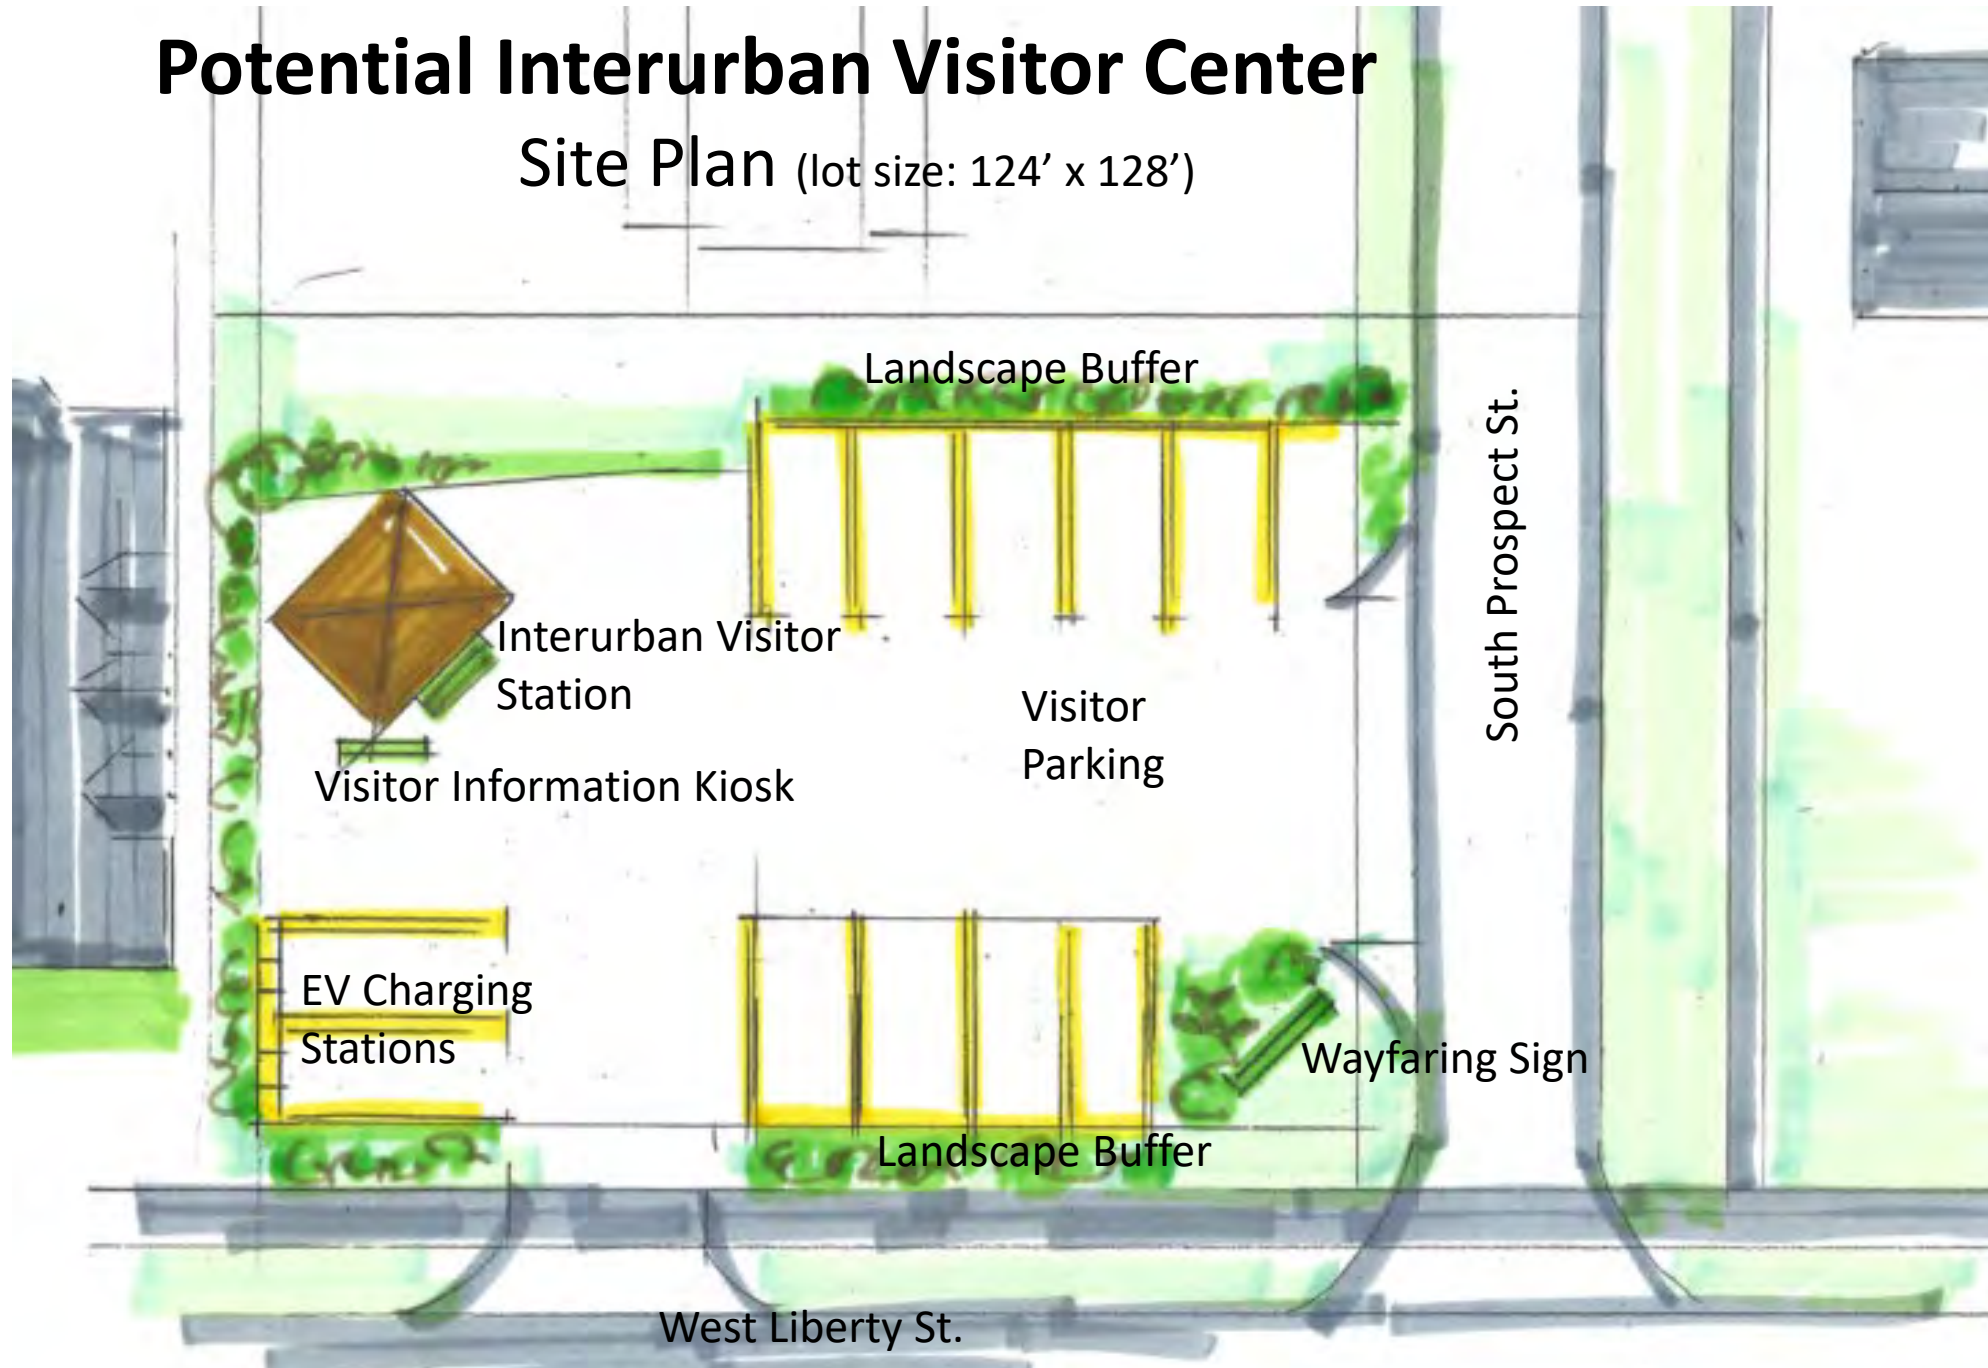 Potential Interurban Visitor Center
Site Plan (lot size: 124’ x 128’)
Landscape Buffer
South Prospect St.
Interurban Visitor
Station
Visitor
Parking
Visitor Information Kiosk
EV Charging
Stations
Wayfaring Sign
Landscape Buffer
West Liberty St.